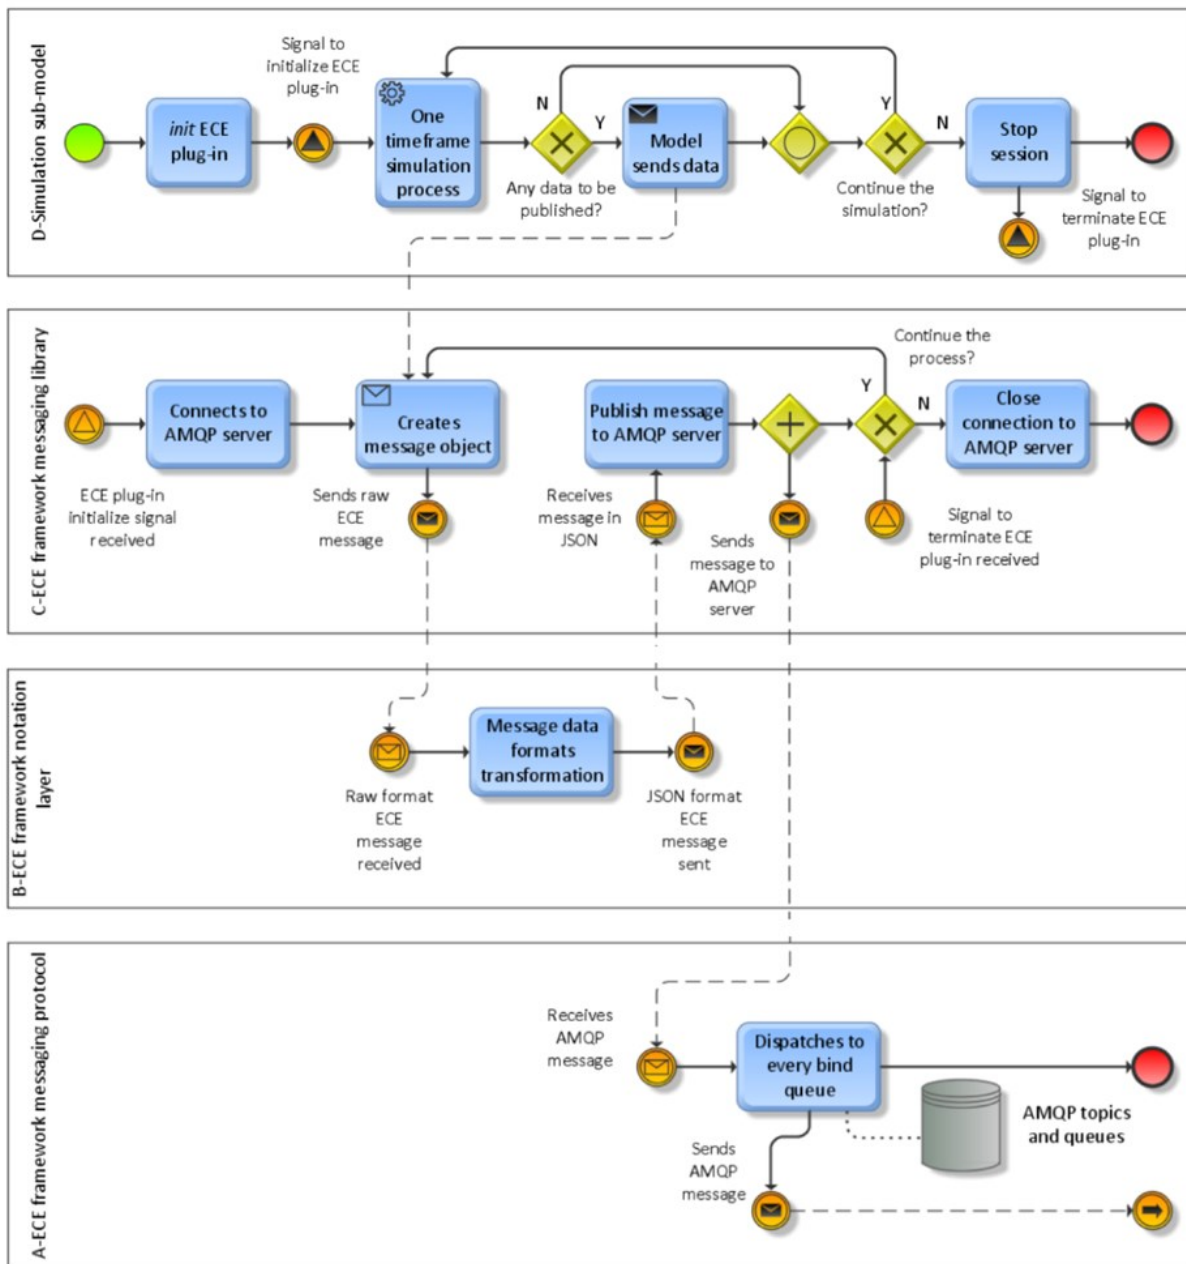 D-Simulation sub-model
Signal to
initialize ECE
plug-in
init ECE
plug-in
One
timeframe
simulation
process
N
Y
Any data to be
published?
Model
sends data
Y
N
Continue the
simulation?
Stop
session
Signal to
terminate ECE
plug-in
C-ECE framework messaging library
ECE plug-in
initialize signal
received
Connects to
AMQP server
Creates
message object
Sends raw
ECE
message
Publish message
to AMQP server
Receives
message in
JSON
Sends
message to
AMQP
server
Continue the
process?
Y
N
Signal to
terminate ECE
plug-in received
Close
connection to
AMQP server
B-ECE framework notation
layer
Raw format
ECE
message
received
Message data
formats
transformation
JSON format
ECE
message
sent
A-ECE framework messaging protocol
Receives
AMQP
message
Dispatches to
every bind
queue
AMQP topics
and queues
Sends
AMQP
message